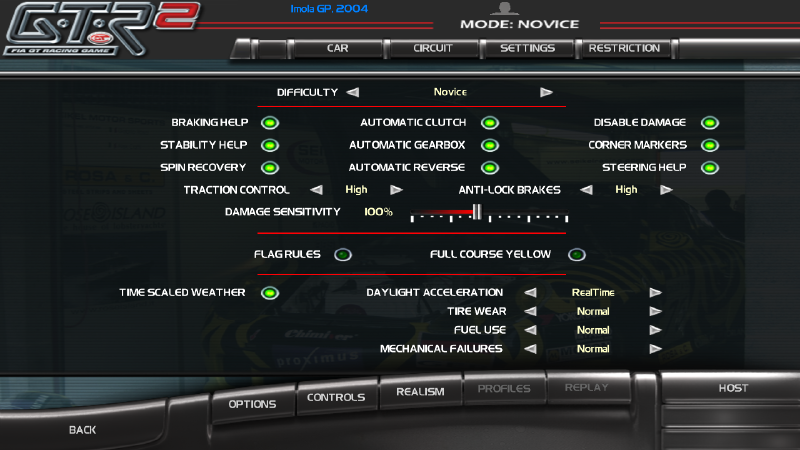 GTR2
FIA GT RACING GAME
Imola GP, 2004
MODE: NOVICE
CAR
CIRCUIT
SETTINGS
RESTRICTION
DIFFICULTY Novice
BRAKING HELP AUTOMATIC CLUTCH DISABLE DAMAGE
STABILITY HELP AUTOMATIC GEARBOX CORNER MARKERS
SPIN RECOVERY AUTOMATIC REVERSE STEERING HELP
TRACTION CONTROL High ANTI-LOCK BRAKES High
DAMAGE SENSITIVITY 100%
FLAG RULES FULL COURSE YELLOW
TIME SCALED WEATHER DAYLIGHT ACCELERATION RealTime
TIRE WEAR Normal
FUEL USE Normal
MECHANICAL FAILURES Normal
ISLAND
Chimäer
proximus
BACK
OPTIONS
CONTROLS
REALISM
PROFILES
REPLAY
HOST